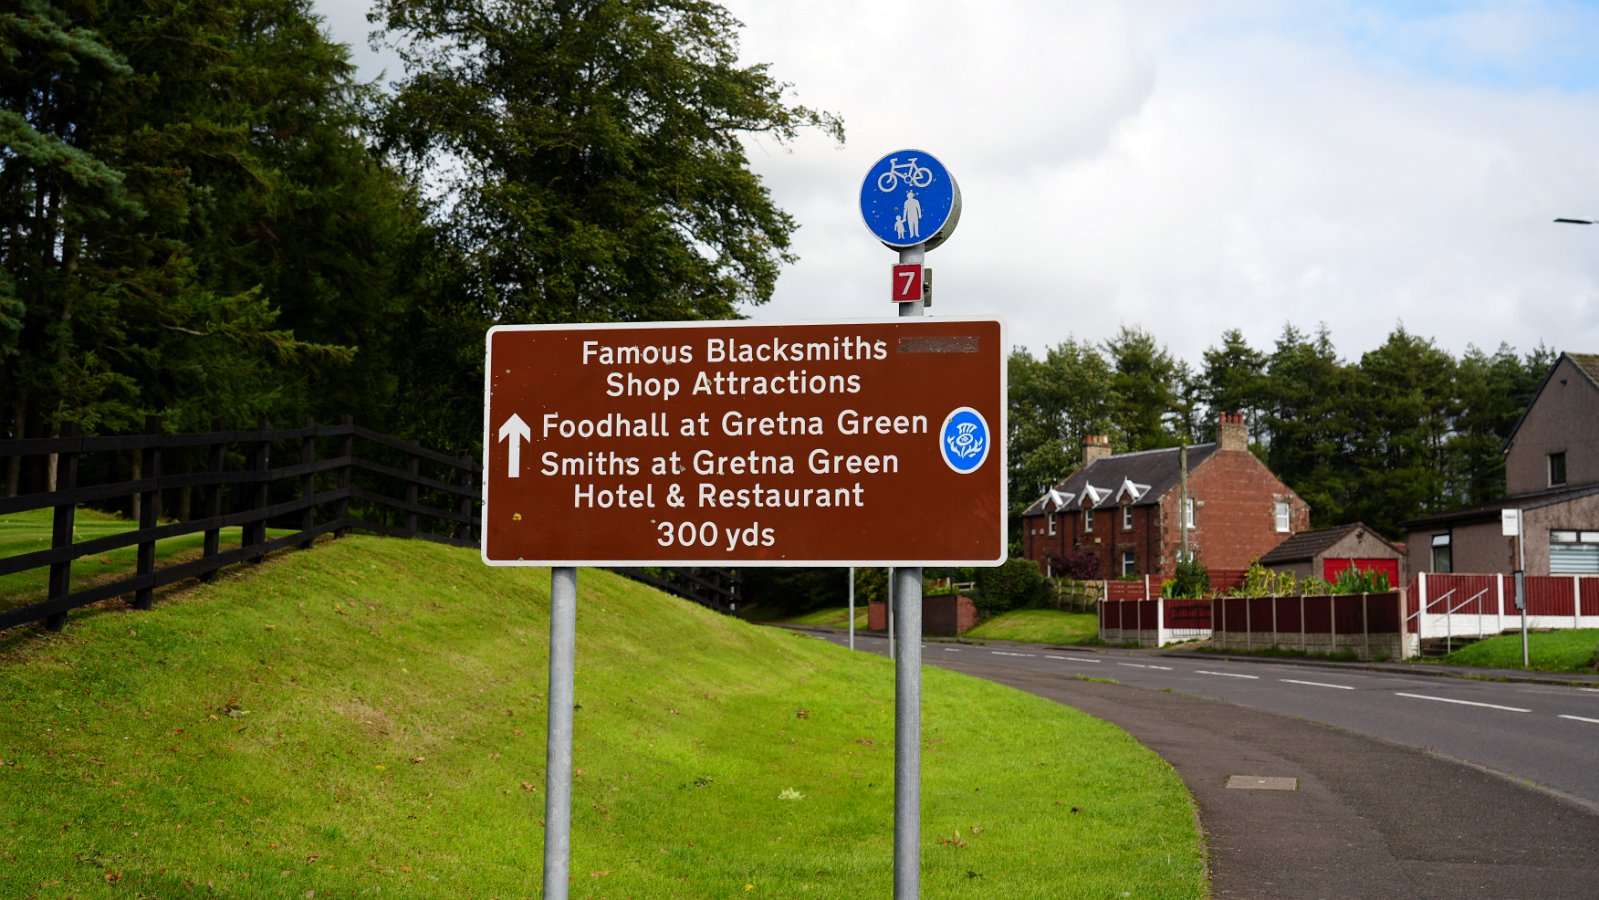 7
Famous Blacksmiths
Shop Attractions
Foodhall at Gretna Green
Smiths at Gretna Green
Hotel & Restaurant
300 yds